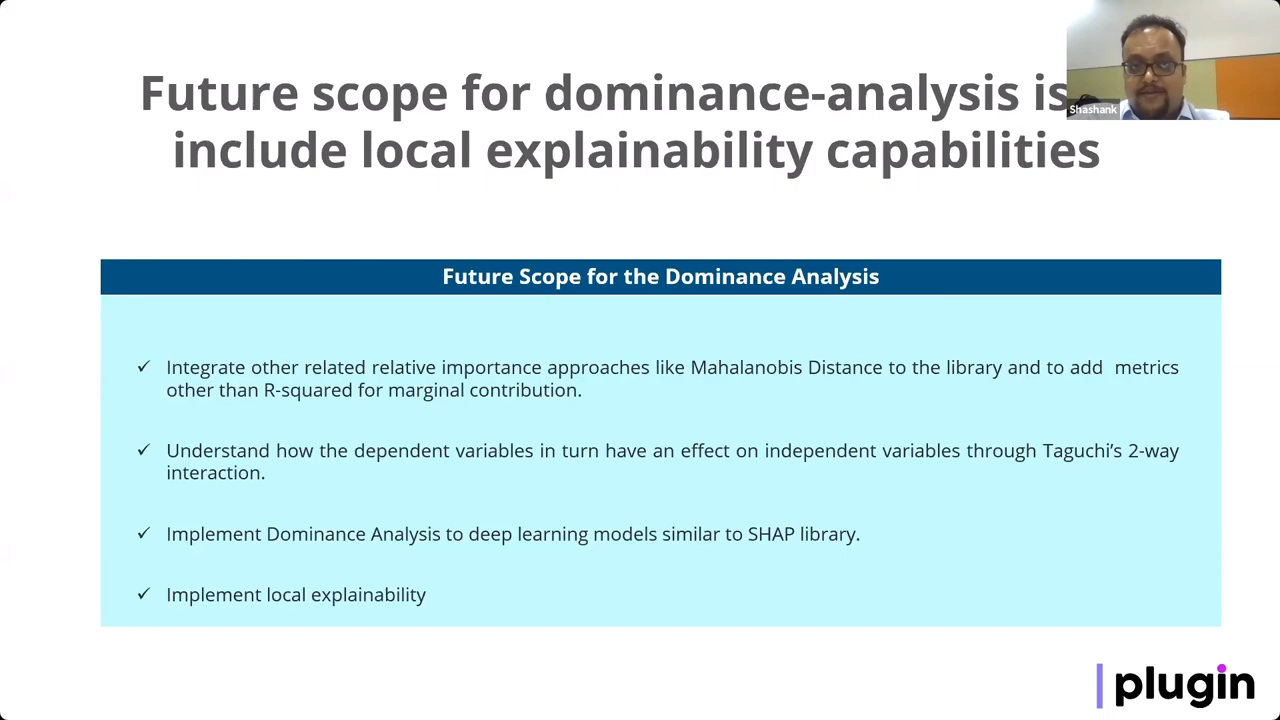 Future scope for dominance-analysis is
include local explainability capabilities
Shashank
Future Scope for the Dominance Analysis
✓ Integrate other related relative importance approaches like Mahalanobis Distance to the library and to add metrics
other than R-squared for marginal contribution.
✓ Understand how the dependent variables in turn have an effect on independent variables through Taguchi’s 2-way
interaction.
✓ Implement Dominance Analysis to deep learning models similar to SHAP library.
✓ Implement local explainability
plugin